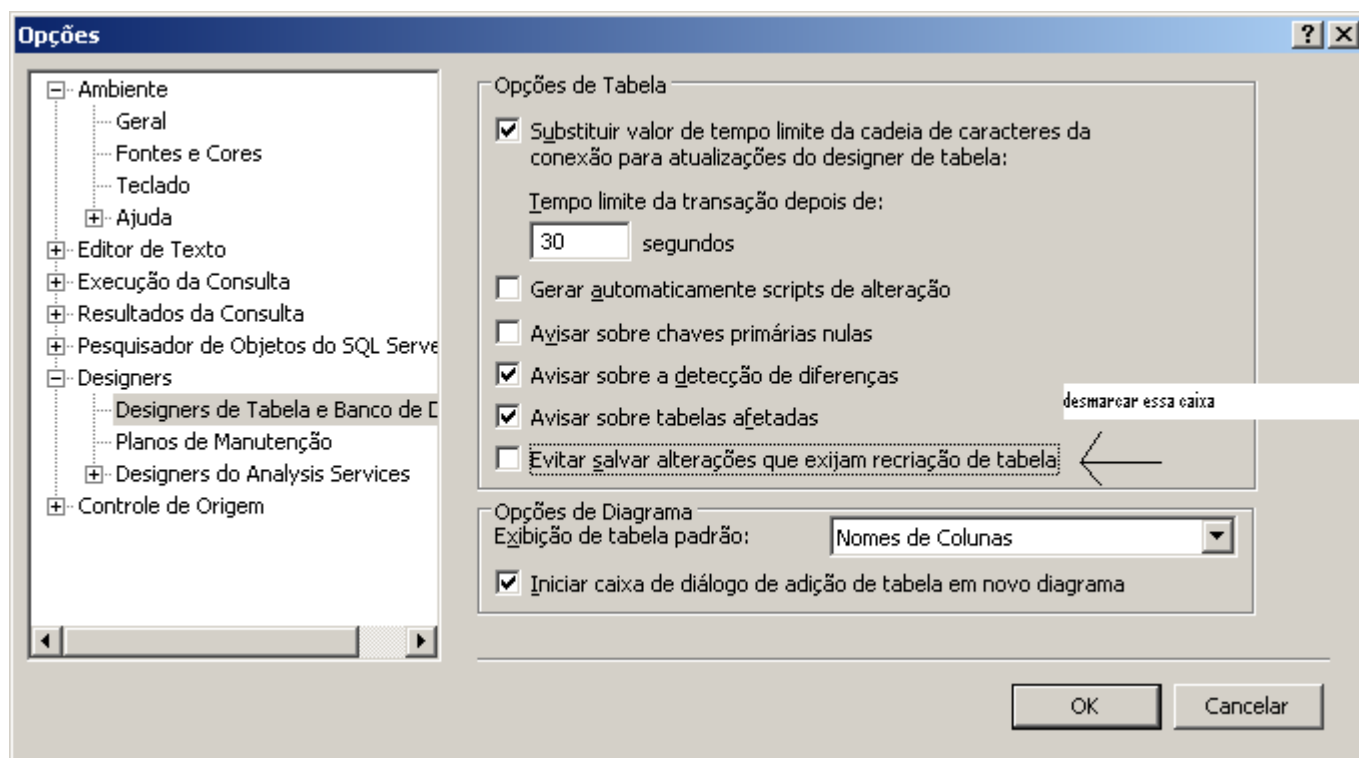 Opções
Ambiente
Geral
Fontes e Cores
Teclado
Ajuda
Editor de Texto
Execução da Consulta
Resultados da Consulta
Pesquisador de Objetos do SQL Serve
Designers
Designers de Tabela e Banco de D
Planos de Manutenção
Designers do Analysis Services
Controle de Origem
Opções de Tabela
Substituir valor de tempo limite da cadeia de caracteres da
conexão para atualizações do designer de tabela:
Tempo limite da transação depois de:
30 segundos
Gerar automaticamente scripts de alteração
Avisar sobre chaves primárias nulas
Avisar sobre a detecção de diferenças
Avisar sobre tabelas afetadas
desmarcar essa caixa
Evitar salvar alterações que exijam recriação de tabela
Opções de Diagrama
Exibição de tabela padrão: Nomes de Colunas
Iniciar caixa de diálogo de adição de tabela em novo diagrama
OK Cancelar